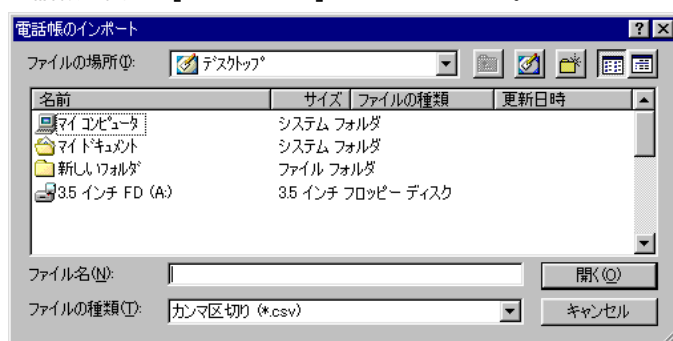 電話帳のインポート
ファイルの場所(I): デスクトップ
名前 サイズ ファイルの種類 更新日時
マイ コンピュータ システム フォルダ
マイ ドキュメント システム フォルダ
新しいフォルダ ファイル フォルダ
3.5 インチ FD (A:) 3.5 インチ フロッピー ディスク
ファイル名(N): 開く(O)
ファイルの種類(T): カンマ区切り (*.csv) キャンセル